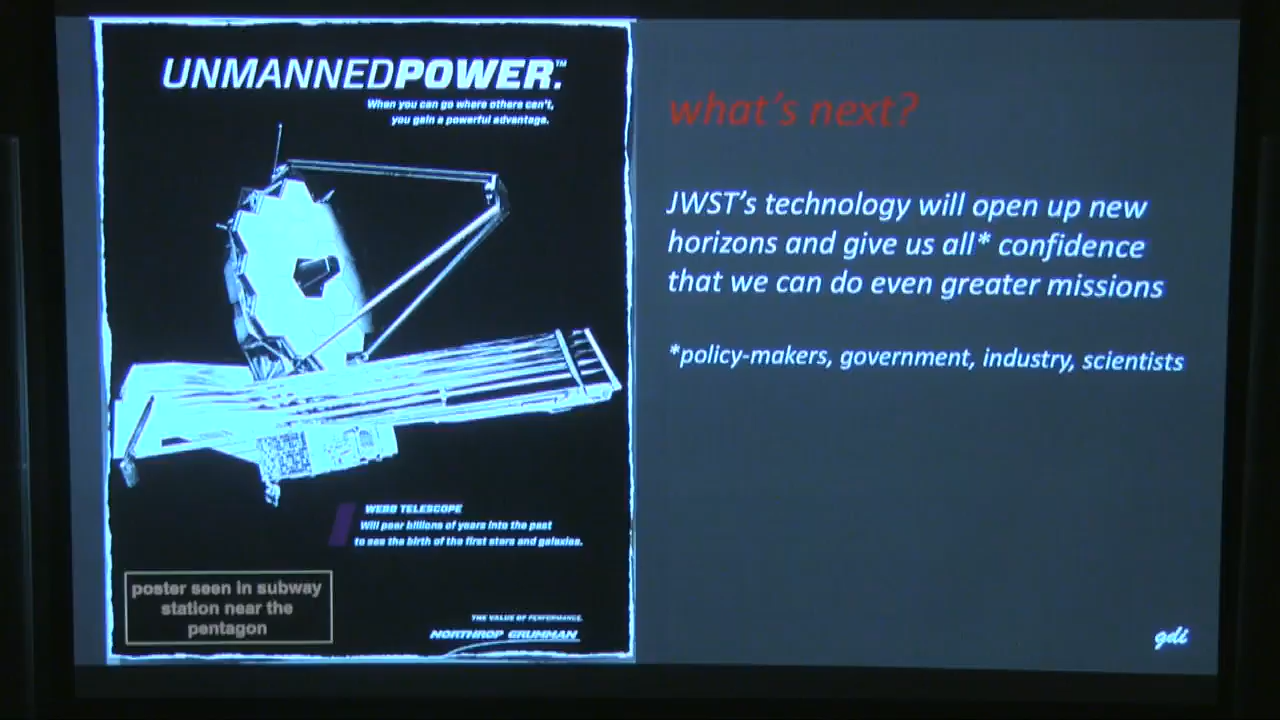 UNMANNEDPOWER.™
When you can go where others can't,
you gain a powerful advantage.
WEBB TELESCOPE
Will peer billions of years into the past
to see the birth of the first stars and galaxies.
poster seen in subway
station near the
pentagon
THE VALUE OF PERFORMANCE.
NORTHROP GRUMMAN
what's next?
JWST's technology will open up new
horizons and give us all* confidence
that we can do even greater missions
*policy-makers, government, industry, scientists
gdi